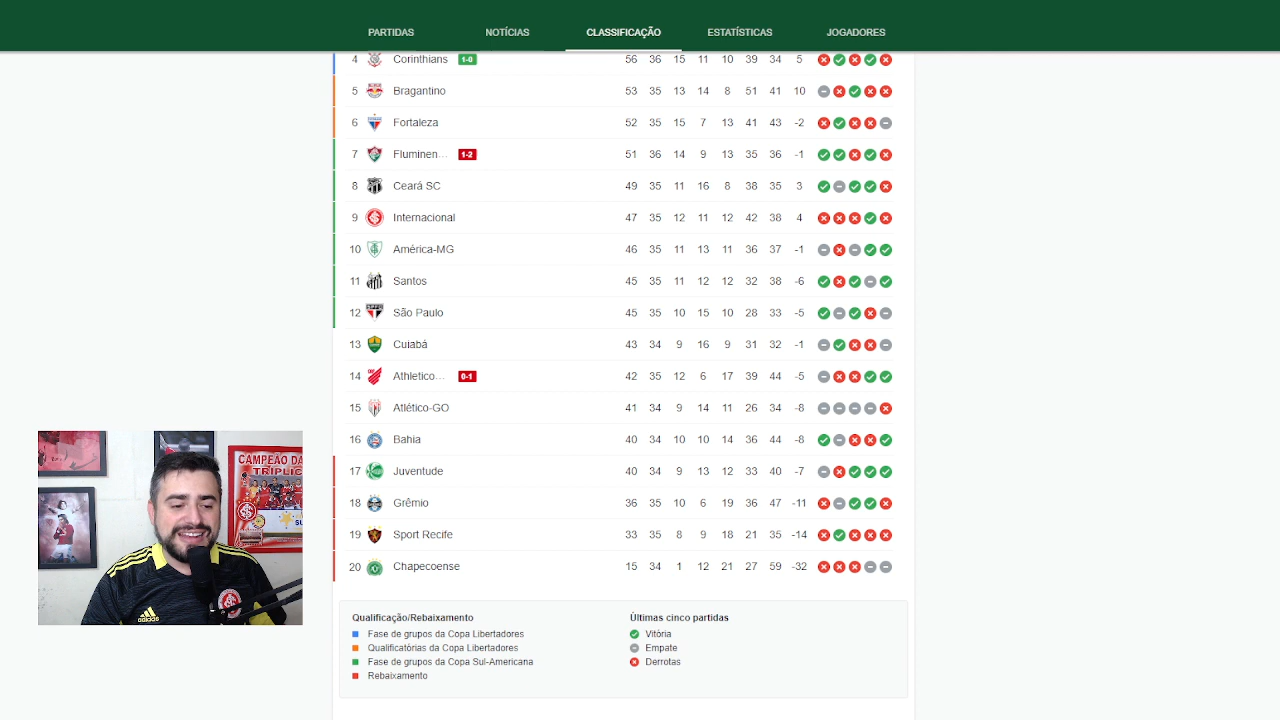 PARTIDAS NOTÍCIAS CLASSIFICAÇÃO ESTATÍSTICAS JOGADORES
4 Corinthians 1-0 56 36 15 11 10 39 34 5
5 Bragantino 53 35 13 14 8 51 41 10
6 Fortaleza 52 35 15 7 13 41 43 -2
7 Fluminen... 1-2 51 36 14 9 13 35 36 -1
8 Ceará SC 49 35 11 16 8 38 35 3
9 Internacional 47 35 12 11 12 42 38 4
10 América-MG 46 35 11 13 11 36 37 -1
11 Santos 45 35 11 12 12 32 38 -6
12 São Paulo 45 35 10 15 10 28 33 -5
13 Cuiabá 43 34 9 16 9 31 32 -1
14 Athletico... 0-1 42 35 12 6 17 39 44 -5
15 Atlético-GO 41 34 9 14 11 26 34 -8
16 Bahia 40 34 10 10 14 36 44 -8
17 Juventude 40 34 9 13 12 33 40 -7
18 Grêmio 36 35 10 6 19 36 47 -11
19 Sport Recife 33 35 8 9 18 21 35 -14
20 Chapecoense 15 34 1 12 21 27 59 -32
CAMPEÃO DA
TRÍPLIC
SU
adidas
Qualificação/Rebaixamento
Fase de grupos da Copa Libertadores
Qualificatórias da Copa Libertadores
Fase de grupos da Copa Sul-Americana
Rebaixamento
Últimas cinco partidas
Vitória
Empate
Derrotas